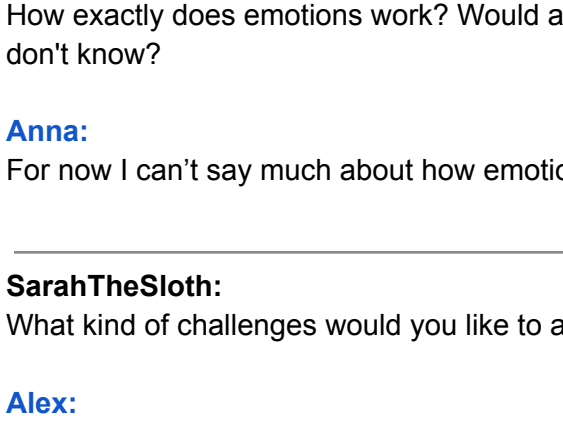 How exactly does emotions work? Would a
don't know?
Anna:
For now I can’t say much about how emotio
SarahTheSloth:
What kind of challenges would you like to a
Alex: